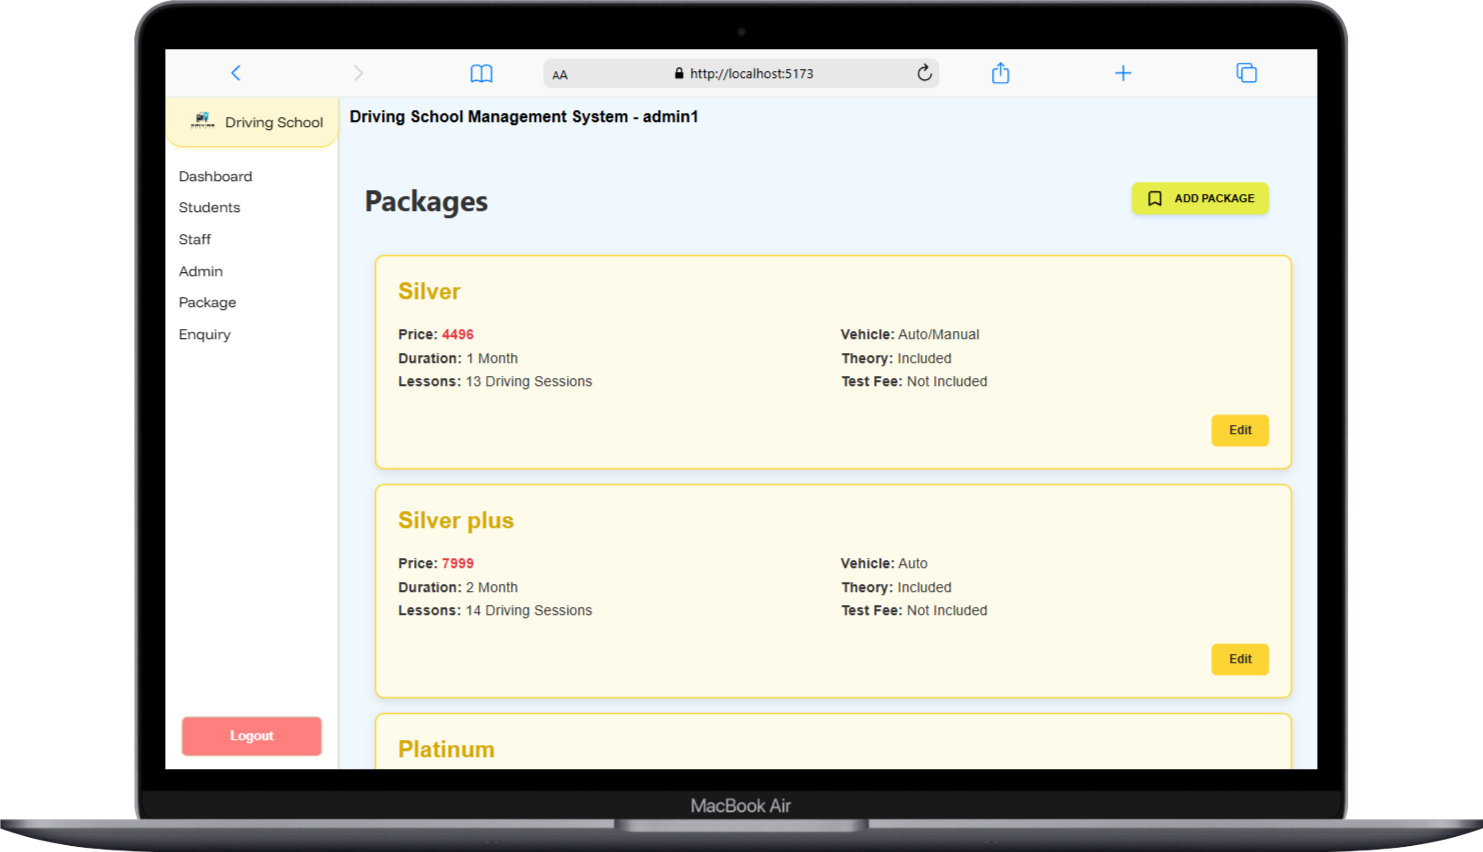 AA
http://localhost:5173
Driving School
Driving School Management System - admin1
Dashboard
Students
Staff
Admin
Package
Enquiry
Logout
Packages
ADD PACKAGE
Silver
Price: 4496
Vehicle: Auto/Manual
Duration: 1 Month
Theory: Included
Lessons: 13 Driving Sessions
Test Fee: Not Included
Edit
Silver plus
Price: 7999
Vehicle: Auto
Duration: 2 Month
Theory: Included
Lessons: 14 Driving Sessions
Test Fee: Not Included
Edit
Platinum
MacBook Air